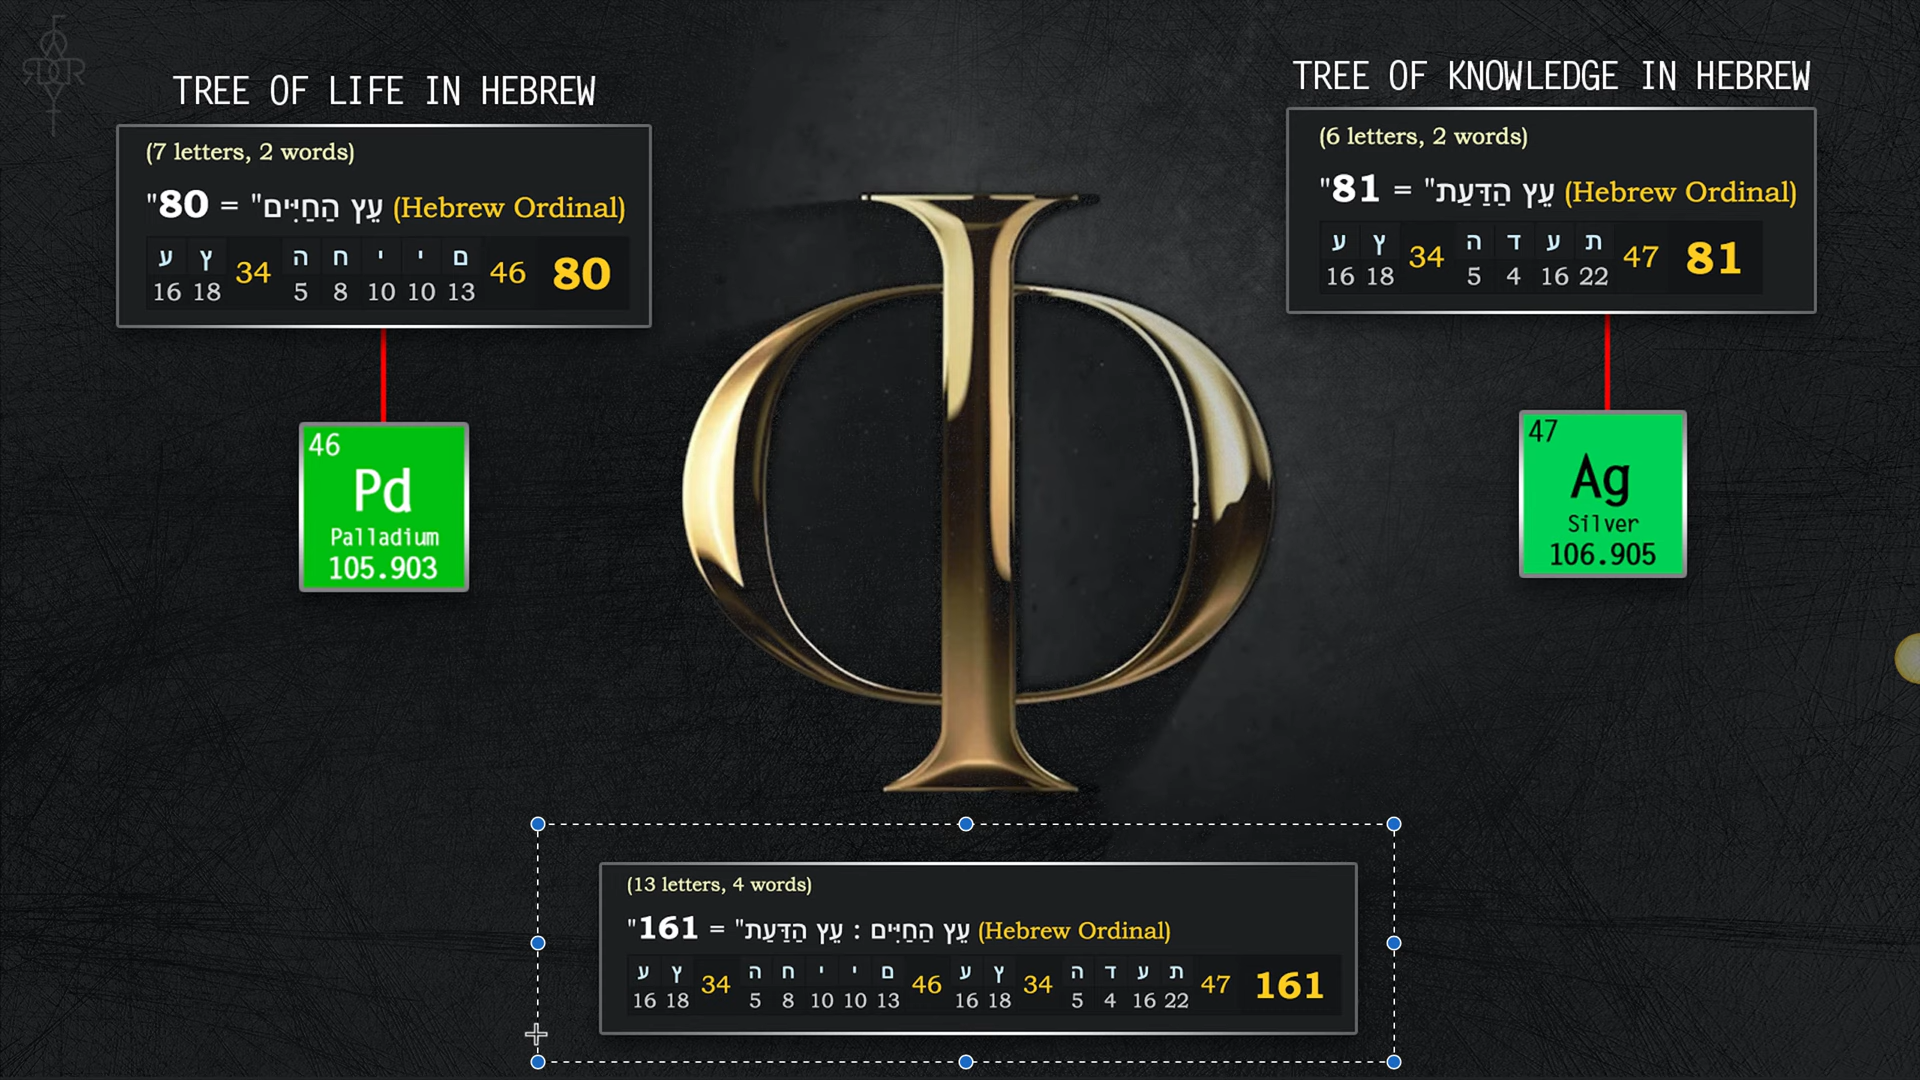 TREE OF LIFE IN HEBREW
(7 letters, 2 words)
"עֵץ הַחַיִּים" = 80 (Hebrew Ordinal)
ע ץ 34 ה ח י י ם 46 80
16 18 5 8 10 10 13
46
Pd
Palladium
105.903
TREE OF KNOWLEDGE IN HEBREW
(6 letters, 2 words)
"עֵץ הַדַּעַת" = 81 (Hebrew Ordinal)
ע ץ 34 ה ד ע ת 47 81
16 18 5 4 16 22
47
Ag
Silver
106.905
(13 letters, 4 words)
"עֵץ הַחַיִּים : עֵץ הַדַּעַת" = 161 (Hebrew Ordinal)
ע ץ 34 ה ח י י ם 46 ע ץ 34 ה ד ע ת 47 161
16 18 5 8 10 10 13 16 18 5 4 16 22